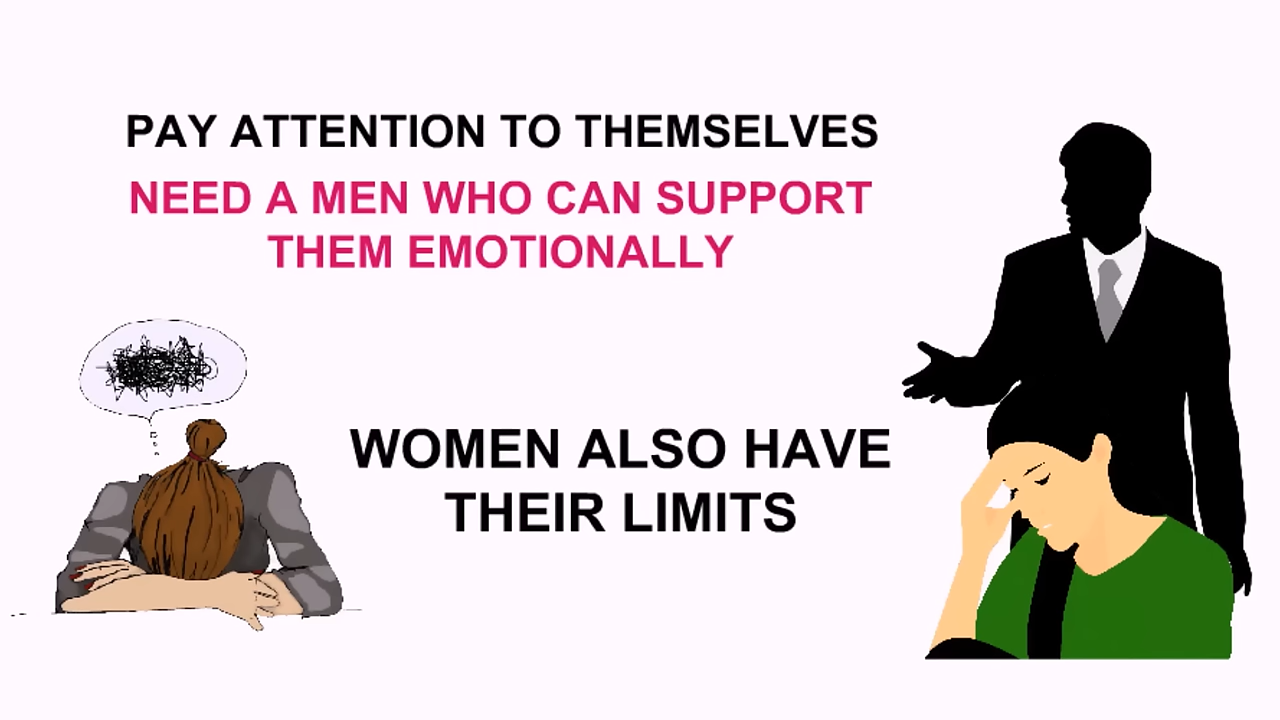 PAY ATTENTION TO THEMSELVES
NEED A MEN WHO CAN SUPPORT
THEM EMOTIONALLY
WOMEN ALSO HAVE
THEIR LIMITS